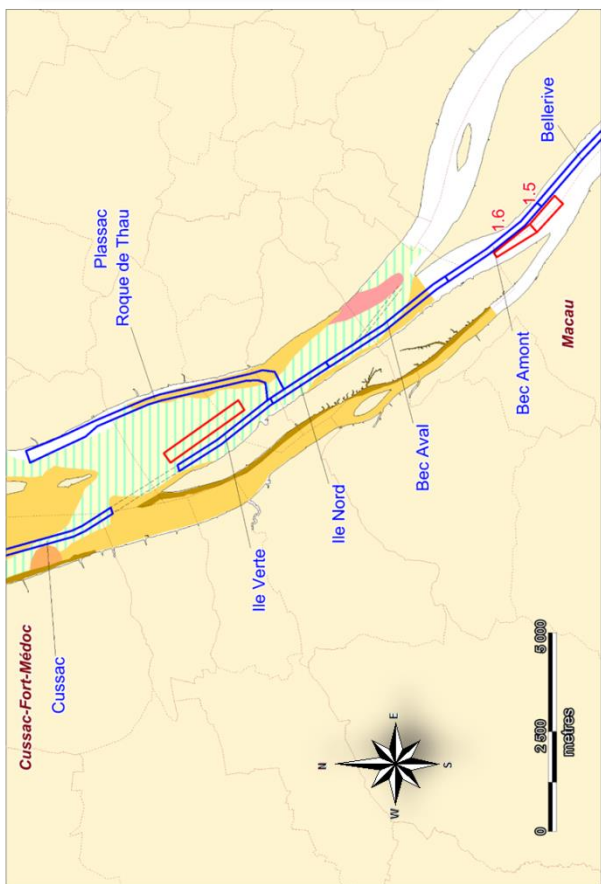 Cussac-Fort-Médoc
Cussac
Plassac
Roque de Thau
Ile Verte
Ile Nord
Bec Aval
Bec Amont
1.6
1.5
Bellerive
Macau
N
W
E
S
0
2 500
5 000
metres